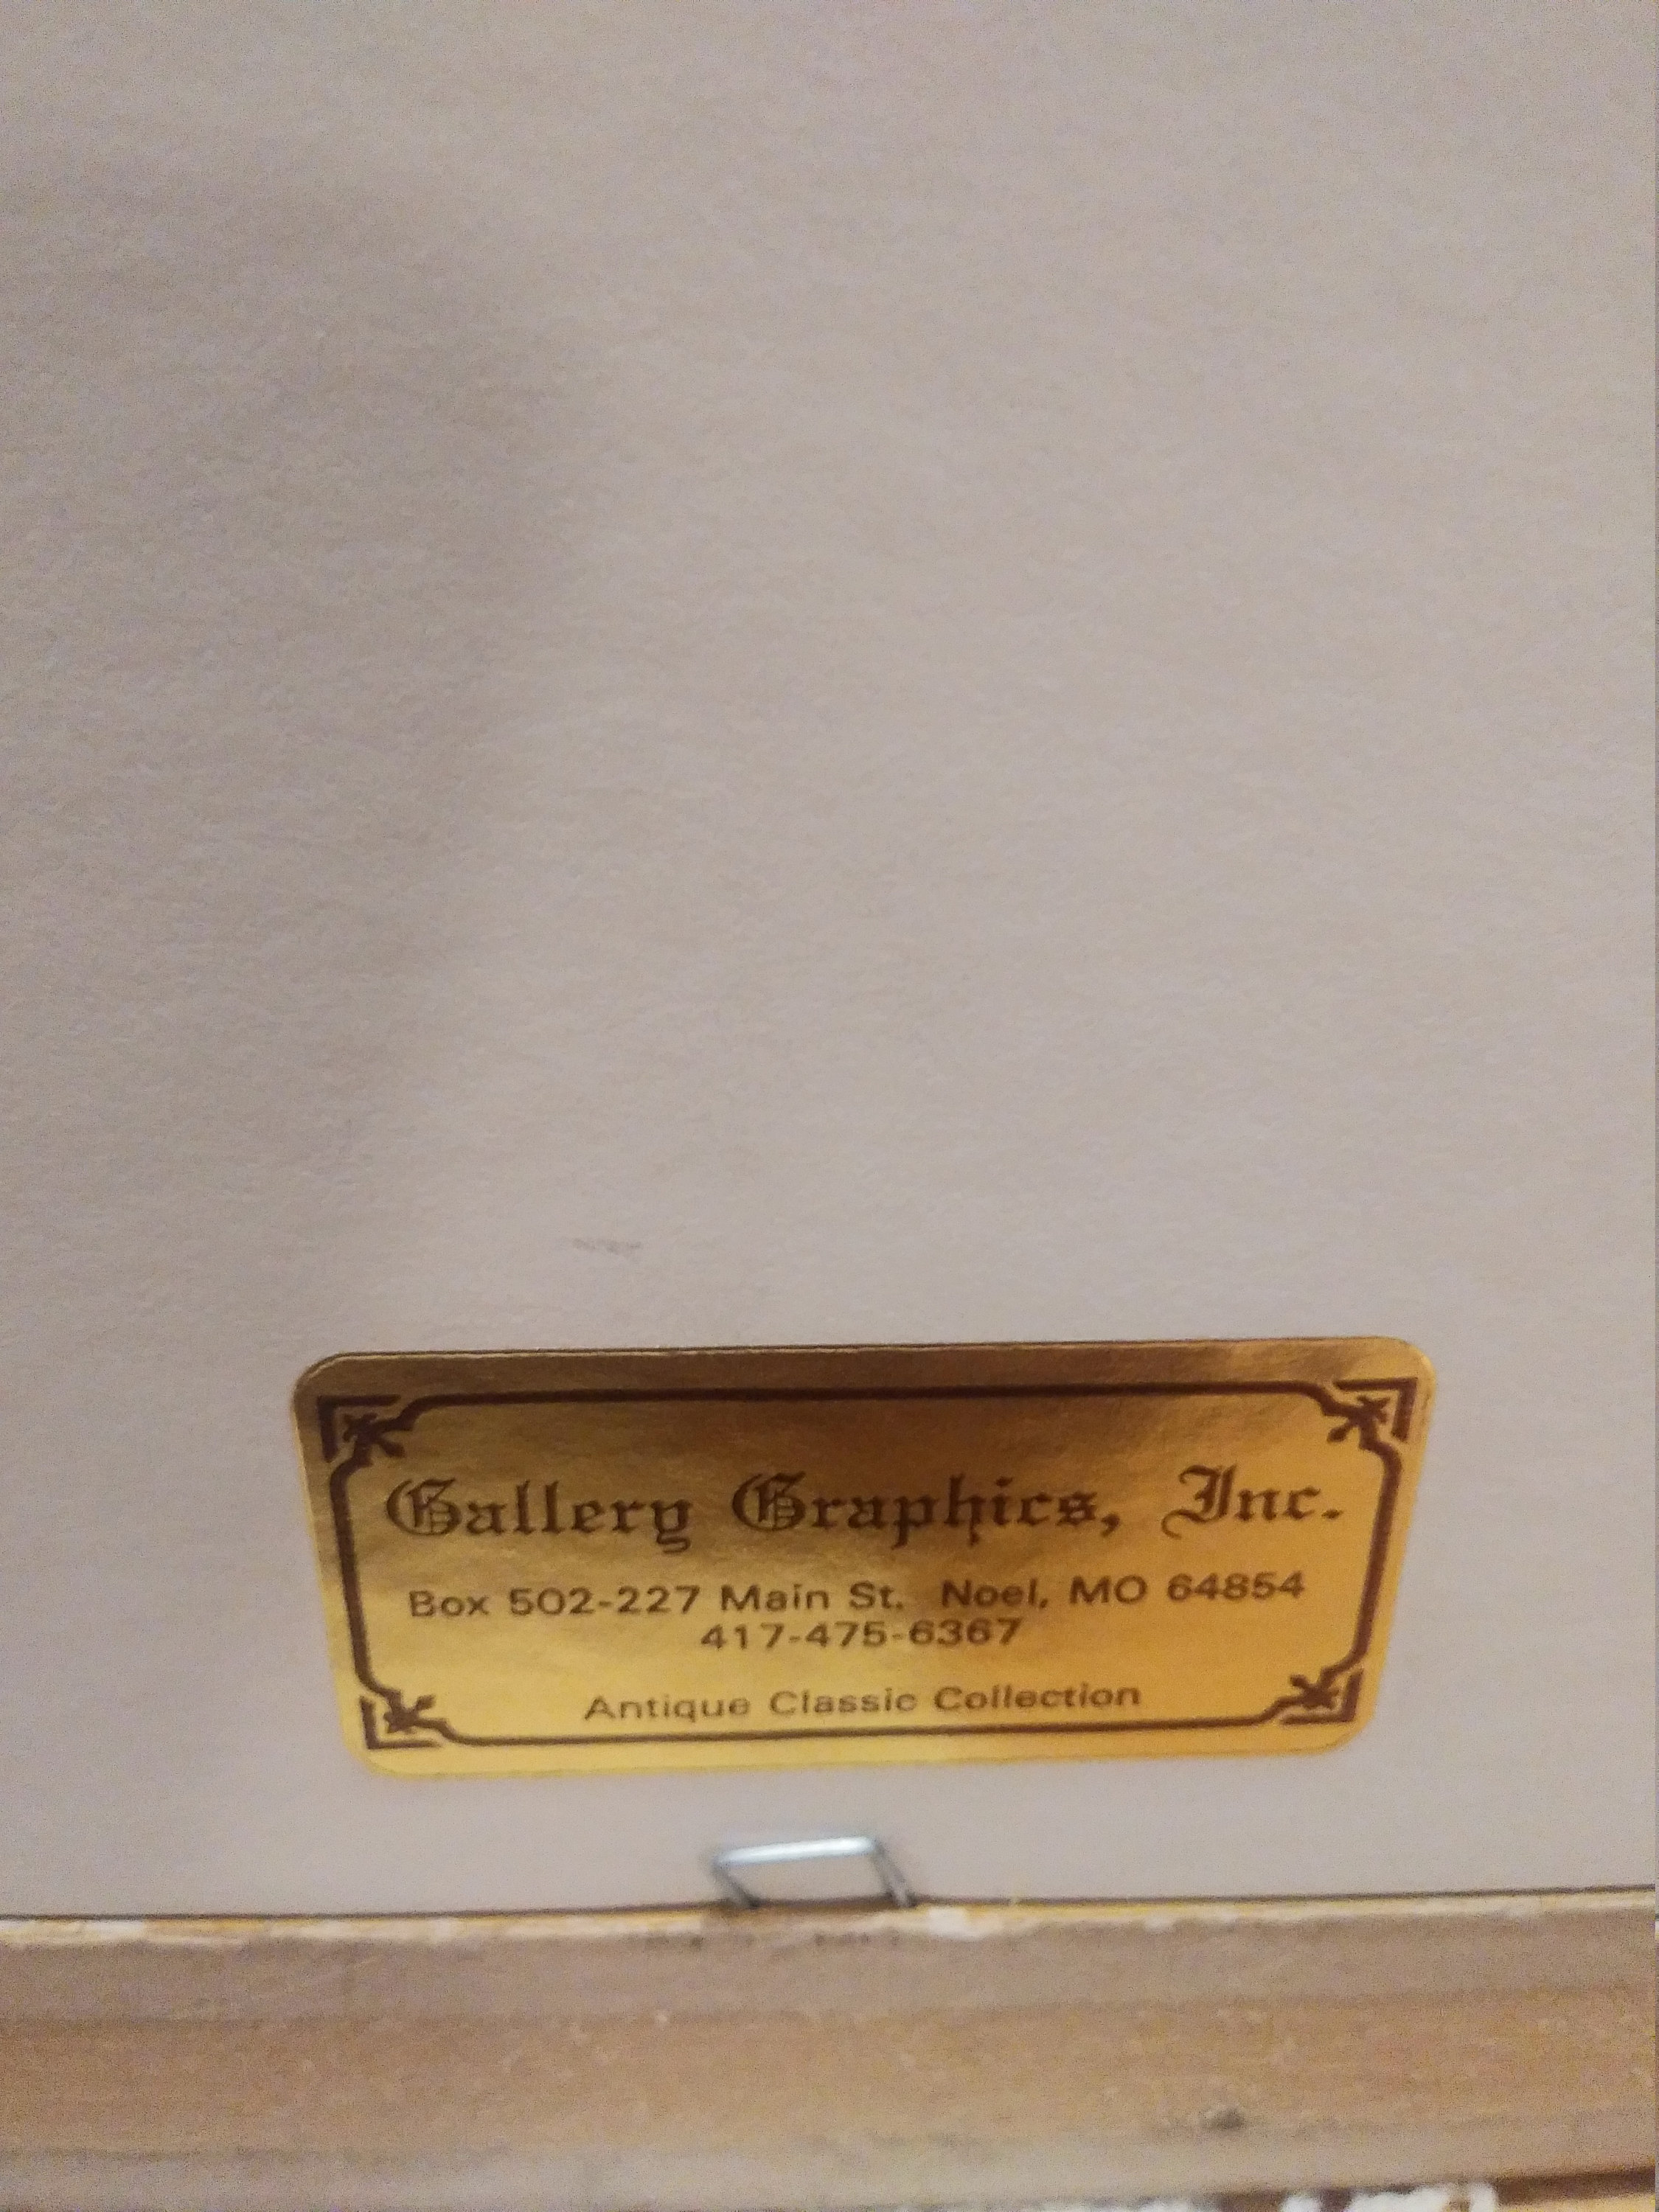 Gallery Graphics, Inc.
Box 502-227 Main St. Noel, MO 64854
417-475-6367
Antique Classic Collection